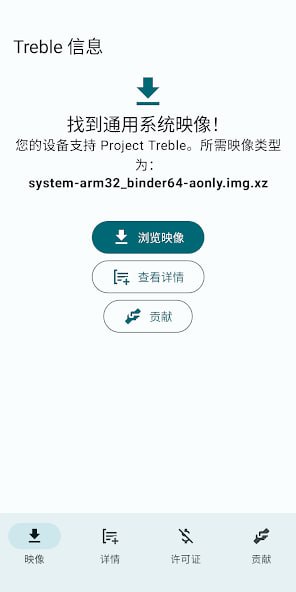 Treble 信息
找到通用系统映像！
您的设备支持 Project Treble。所需映像类型
为：
system-arm32_binder64-aonly.img.xz
浏览映像
查看详情
贡献
映像
详情
许可证
贡献